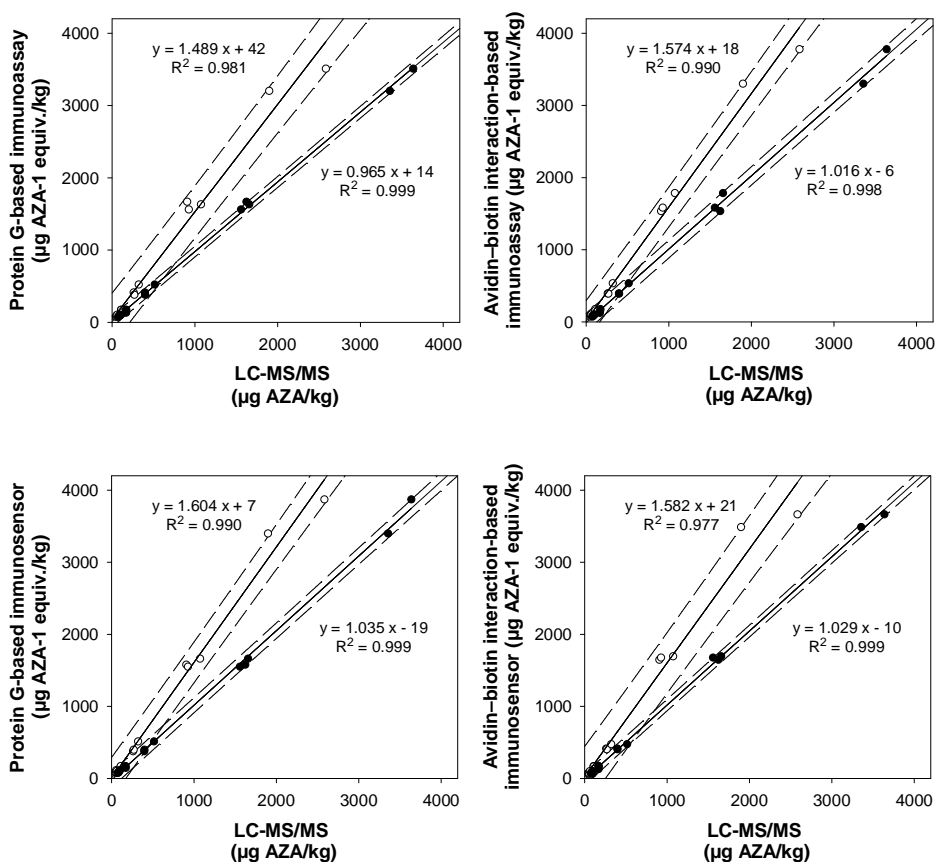 Protein G-based immunoassay
(µg AZA-1 equiv./kg)
4000
3000
2000
1000
0
y = 1.489 x + 42
R² = 0.981
y = 0.965 x + 14
R² = 0.999
0 1000 2000 3000 4000
LC-MS/MS
(µg AZA/kg)
Avidin–biotin interaction-based
immunoassay (µg AZA-1 equiv./kg)
4000
3000
2000
1000
0
y = 1.574 x + 18
R² = 0.990
y = 1.016 x - 6
R² = 0.998
0 1000 2000 3000 4000
LC-MS/MS
(µg AZA/kg)
Protein G-based immunosensor
(µg AZA-1 equiv./kg)
4000
3000
2000
1000
0
y = 1.604 x + 7
R² = 0.990
y = 1.035 x - 19
R² = 0.999
0 1000 2000 3000 4000
LC-MS/MS
(µg AZA/kg)
Avidin–biotin interaction-based
immunosensor (µg AZA-1 equiv./kg)
4000
3000
2000
1000
0
y = 1.582 x + 21
R² = 0.977
y = 1.029 x - 10
R² = 0.999
0 1000 2000 3000 4000
LC-MS/MS
(µg AZA/kg)